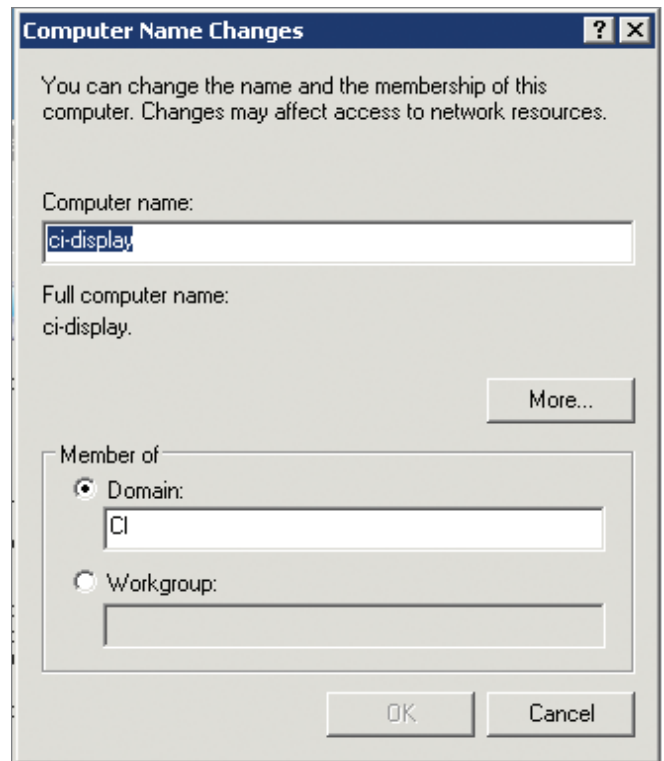 Computer Name Changes
You can change the name and the membership of this
computer. Changes may affect access to network resources.
Computer name:
ci-display
Full computer name:
ci-display.
More...
Member of
Domain:
CI
Workgroup:
OK
Cancel